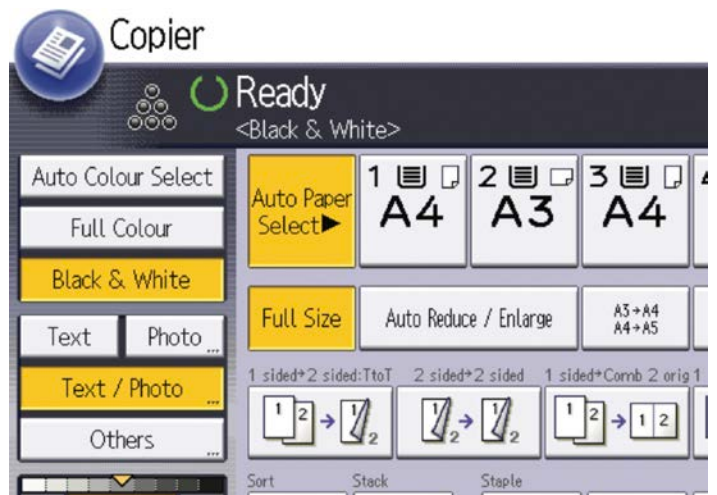 Copier
Ready
<Black & White>
Auto Colour Select
Full Colour
Black & White
Text
Photo...
Text / Photo...
Others...
Auto Paper
Select▶
1
A4
2
A3
3
A4
Full Size
Auto Reduce / Enlarge
A3→A4
A4→A5
1 sided→2 sided:TtoT
2 sided→2 sided
1 sided→Comb 2 orig
1
1 2 → 1 2
1 2 → 1 2
1 2 → 1 2
Sort
Stack
Staple